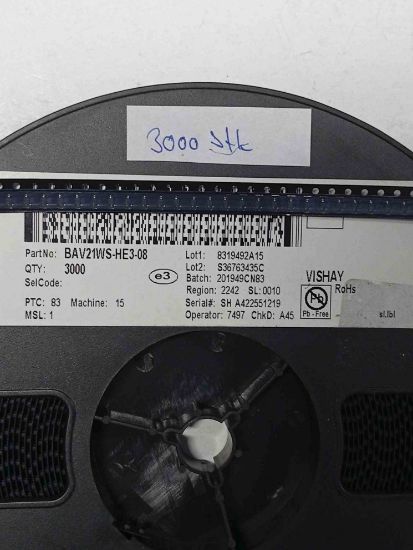 3000 Stk
PartNo: BAV21WS-HE3-08
QTY: 3000
SelCode:
PTC: 83 Machine: 15
MSL: 1
e3
Lot1: 8319492A15
Lot2: S36763435C
Batch: 201949CN83
Region: 2242 SL:0010
Serial#: SH A422551219
Operator: 7497 ChkD: A45
VISHAY
RoHs
Pb
Pb - Free
sl.lbl